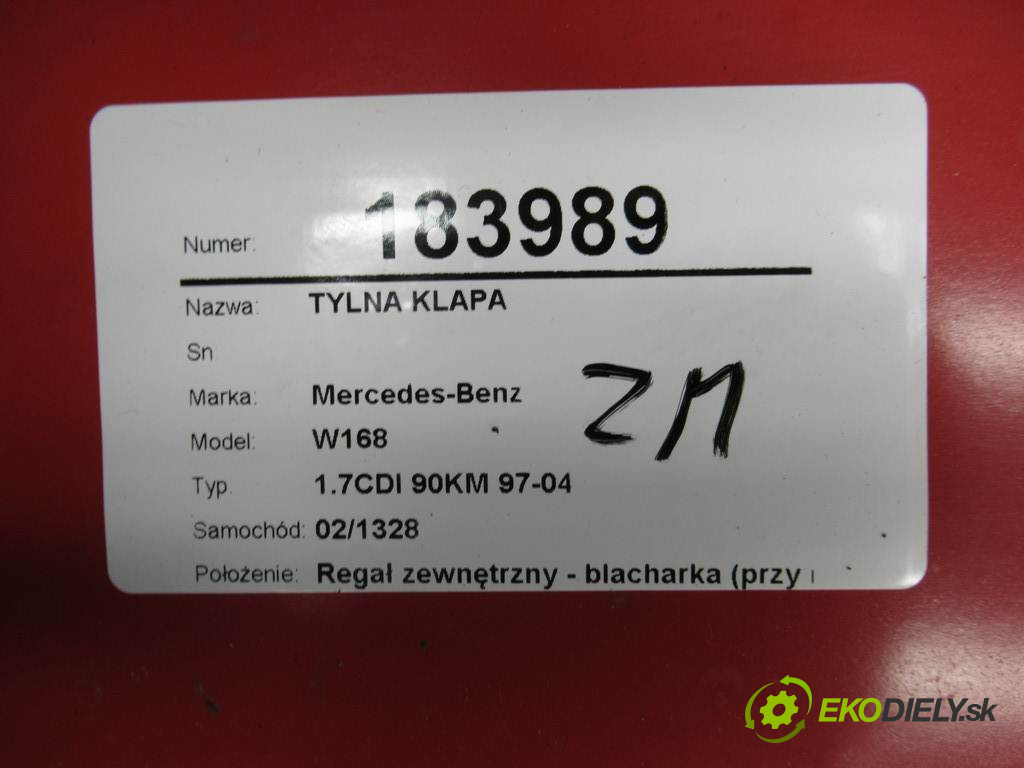 Numer: 183989
Nazwa: TYLNA KLAPA
Sn
Marka: Mercedes-Benz
Model: W168
Typ. 1.7CDI 90KM 97-04
Samochód: 02/1328
Położenie: Regał zewnętrzny - blacharka (przy
ZM
EKODIELY.sk